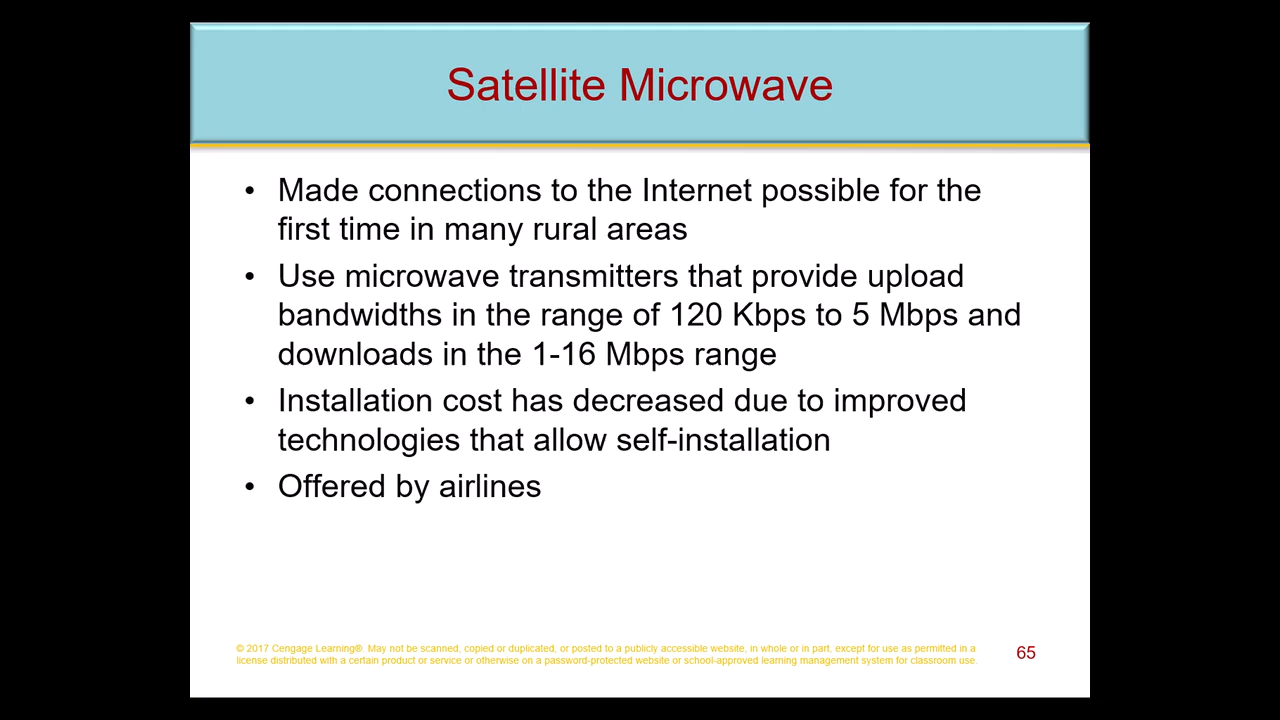 Satellite Microwave
• Made connections to the Internet possible for the
first time in many rural areas
• Use microwave transmitters that provide upload
bandwidths in the range of 120 Kbps to 5 Mbps and
downloads in the 1-16 Mbps range
• Installation cost has decreased due to improved
technologies that allow self-installation
• Offered by airlines
© 2017 Cengage Learning®. May not be scanned, copied or duplicated, or posted to a publicly accessible website, in whole or in part, except for use as permitted in a
license distributed with a certain product or service or otherwise on a password-protected website or school-approved learning management system for classroom use.
65